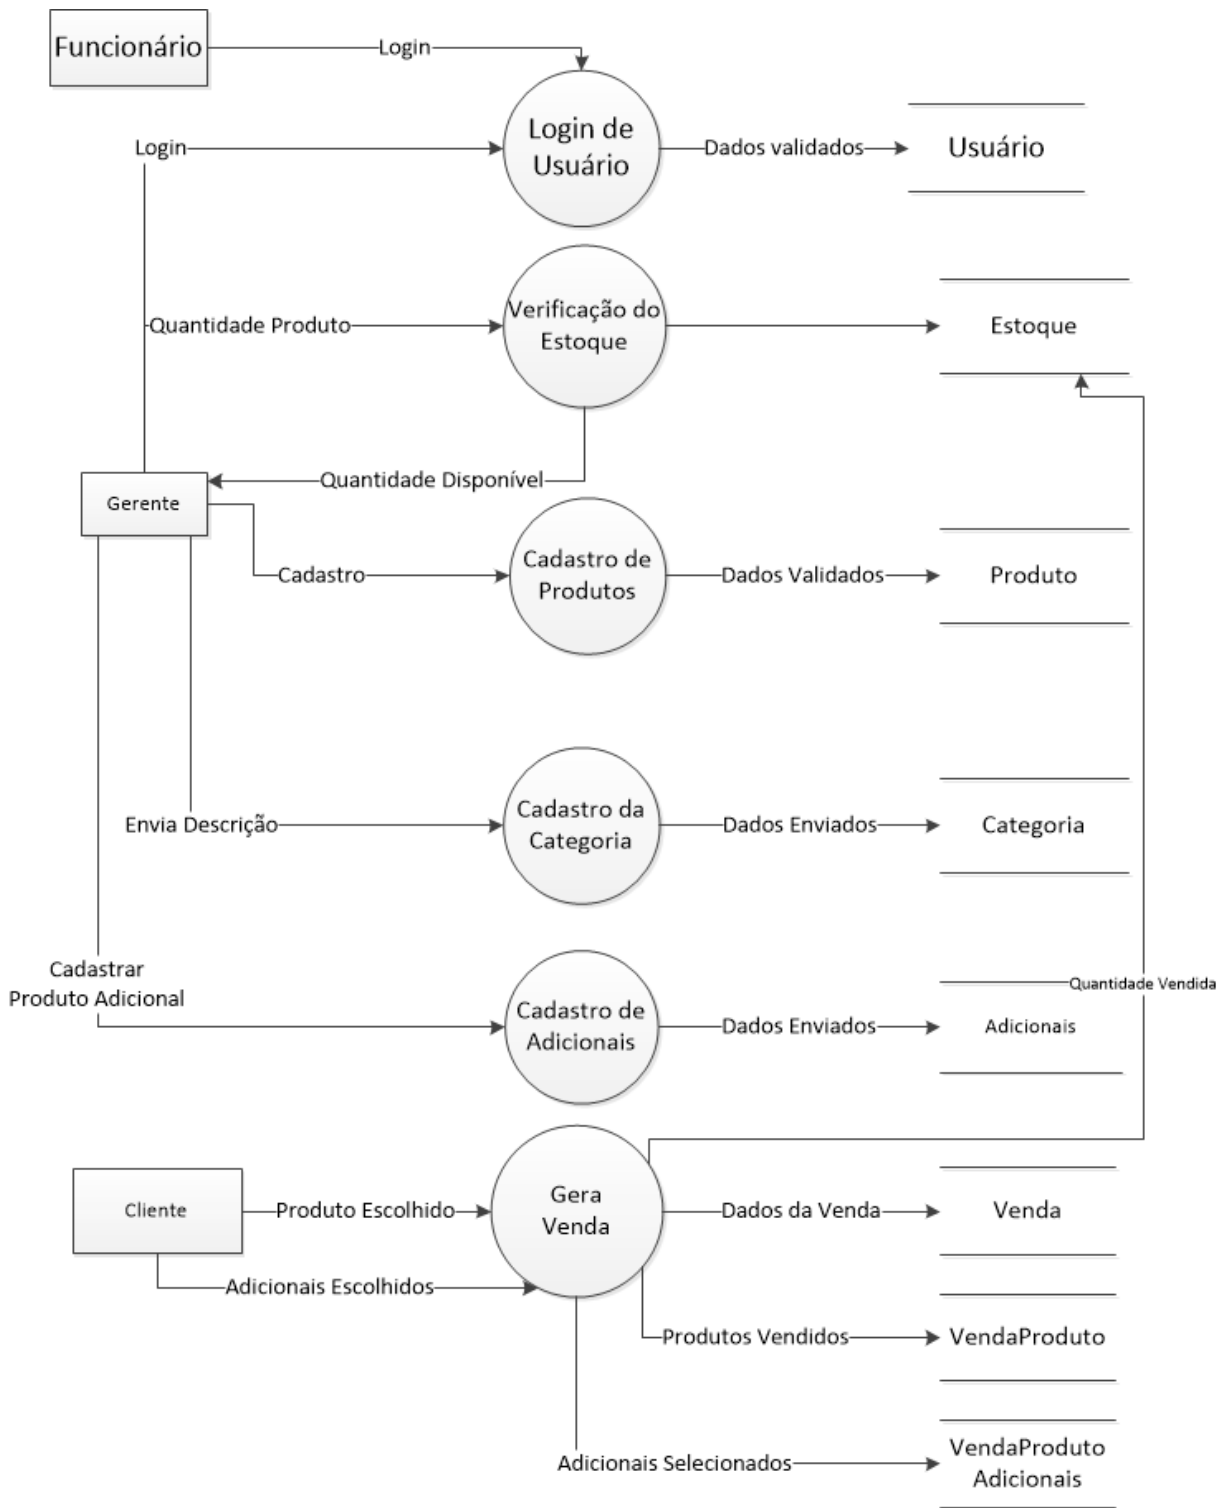 Funcionário
Login
Login de
Usuário
Login
Dados validados
Usuário
Quantidade Produto
Verificação do
Estoque
Estoque
Quantidade Disponível
Gerente
Cadastro
Cadastro de
Produtos
Dados Validados
Produto
Envia Descrição
Cadastro da
Categoria
Dados Enviados
Categoria
Cadastrar
Produto Adicional
Cadastro de
Adicionais
Dados Enviados
Quantidade Vendida
Adicionais
Cliente
Produto Escolhido
Gera
Venda
Dados da Venda
Venda
Adicionais Escolhidos
Produtos Vendidos
VendaProduto
Adicionais Selecionados
VendaProduto
Adicionais